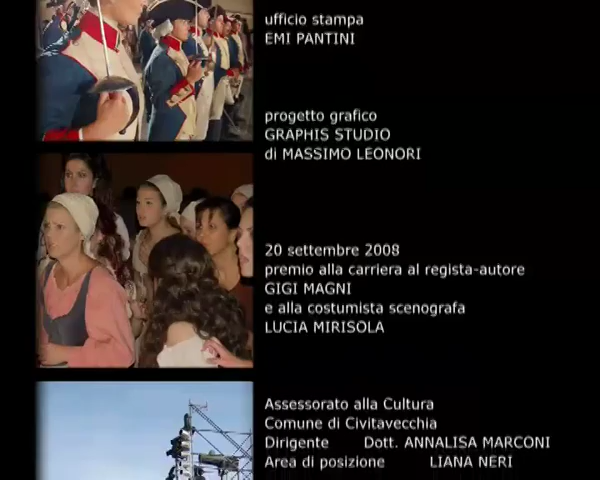 ufficio stampa
EMI PANTINI
progetto grafico
GRAPHIS STUDIO
di MASSIMO LEONORI
20 settembre 2008
premio alla carriera al regista-autore
GIGI MAGNI
e alla costumista scenografa
LUCIA MIRISOLA
Assessorato alla Cultura
Comune di Civitavecchia
Dirigente Dott. ANNALISA MARCONI
Area di posizione LIANA NERI